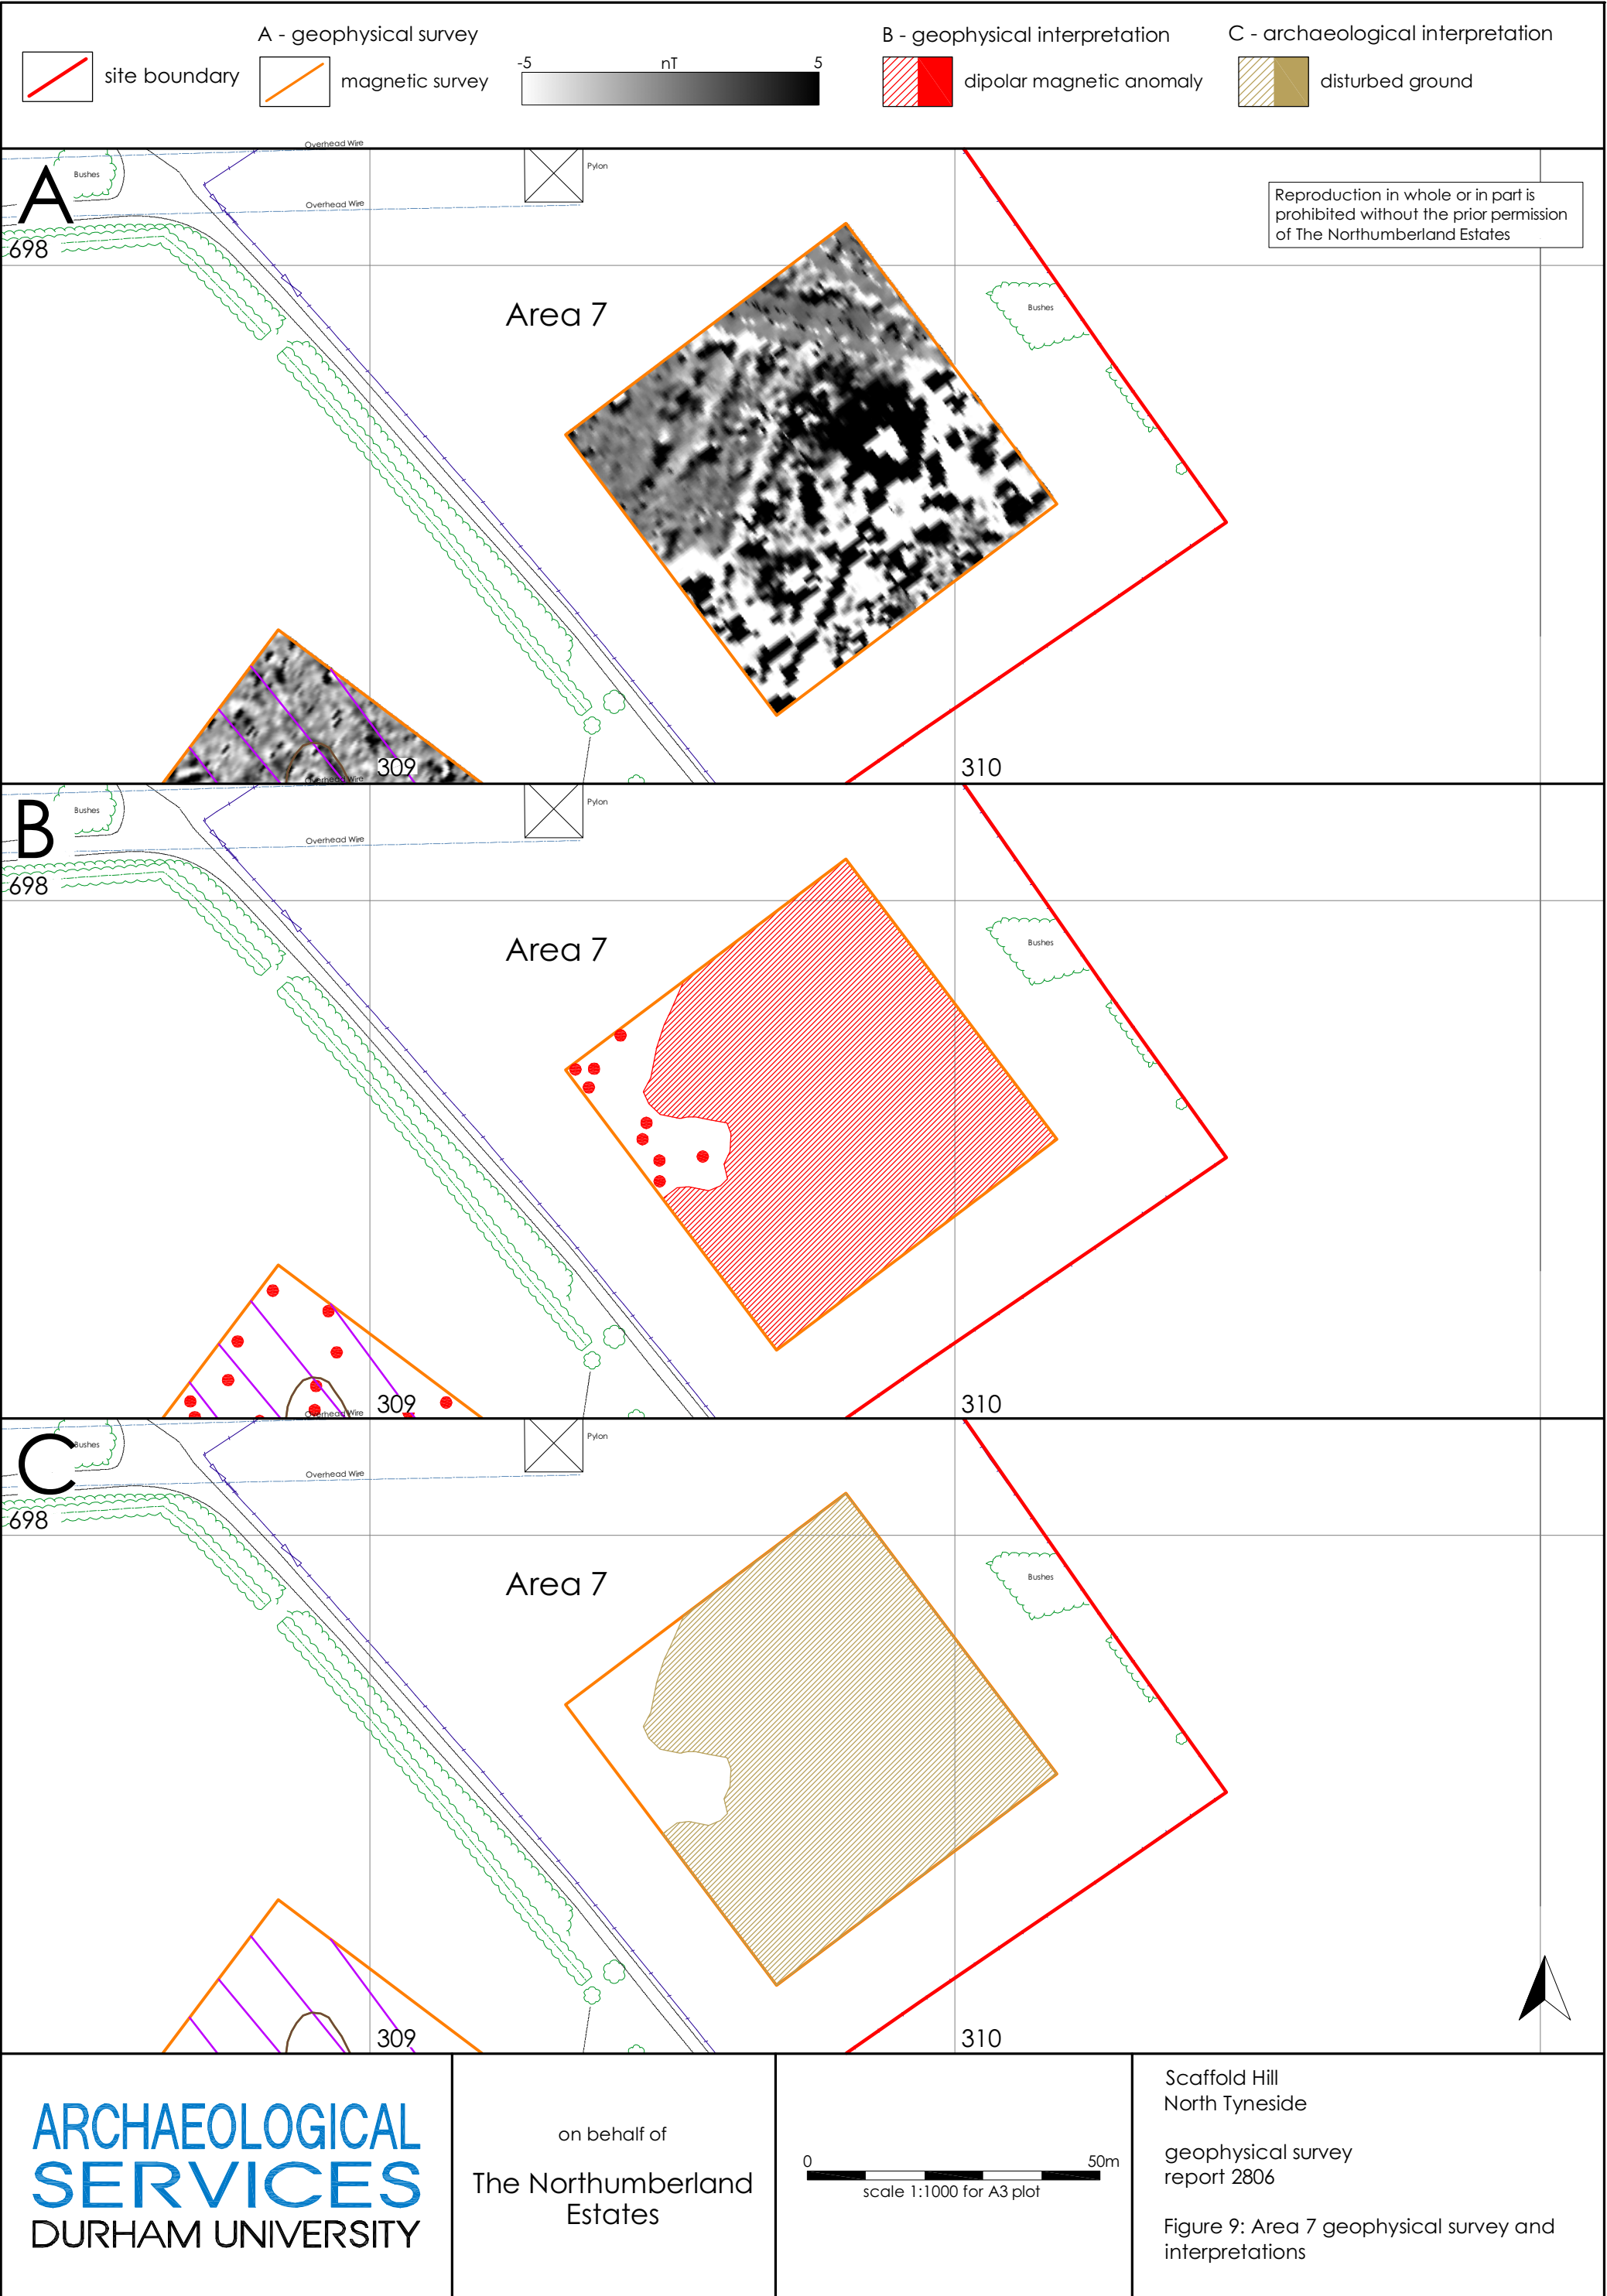 A - geophysical survey
B - geophysical interpretation
C - archaeological interpretation
site boundary
magnetic survey
-5
nT
5
dipolar magnetic anomaly
disturbed ground
A
Overhead Wire
Bushes
Pylon
Overhead Wire
698
Reproduction in whole or in part is
prohibited without the prior permission
of The Northumberland Estates
Area 7
Bushes
309
310
Overhead Wire
B
Bushes
Pylon
Overhead Wire
698
Area 7
Bushes
309
310
Overhead Wire
C
Bushes
Pylon
Overhead Wire
698
Area 7
Bushes
309
310
ARCHAEOLOGICAL
SERVICES
DURHAM UNIVERSITY
on behalf of
The Northumberland
Estates
0
50m
scale 1:1000 for A3 plot
Scaffold Hill
North Tyneside
geophysical survey
report 2806
Figure 9: Area 7 geophysical survey and
interpretations